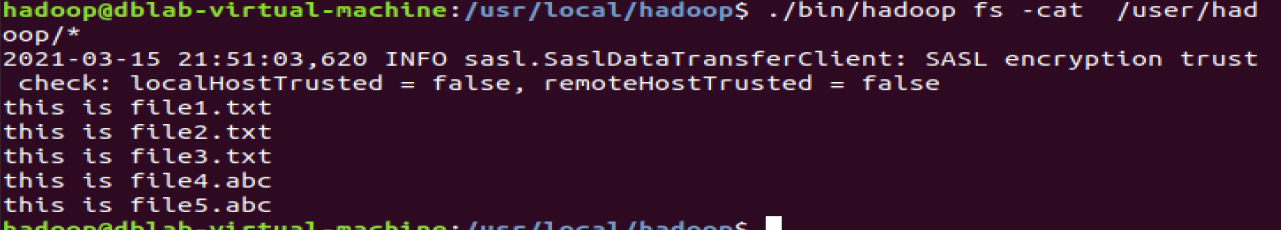 hadoop@dblab-virtual-machine:/usr/local/hadoop$ ./bin/hadoop fs -cat  /user/had
oop/*
2021-03-15 21:51:03,620 INFO sasl.SaslDataTransferClient: SASL encryption trust
 check: localHostTrusted = false, remoteHostTrusted = false
this is file1.txt
this is file2.txt
this is file3.txt
this is file4.abc
this is file5.abc
hadoop@dblab-virtual-machine:/usr/local/hadoop$